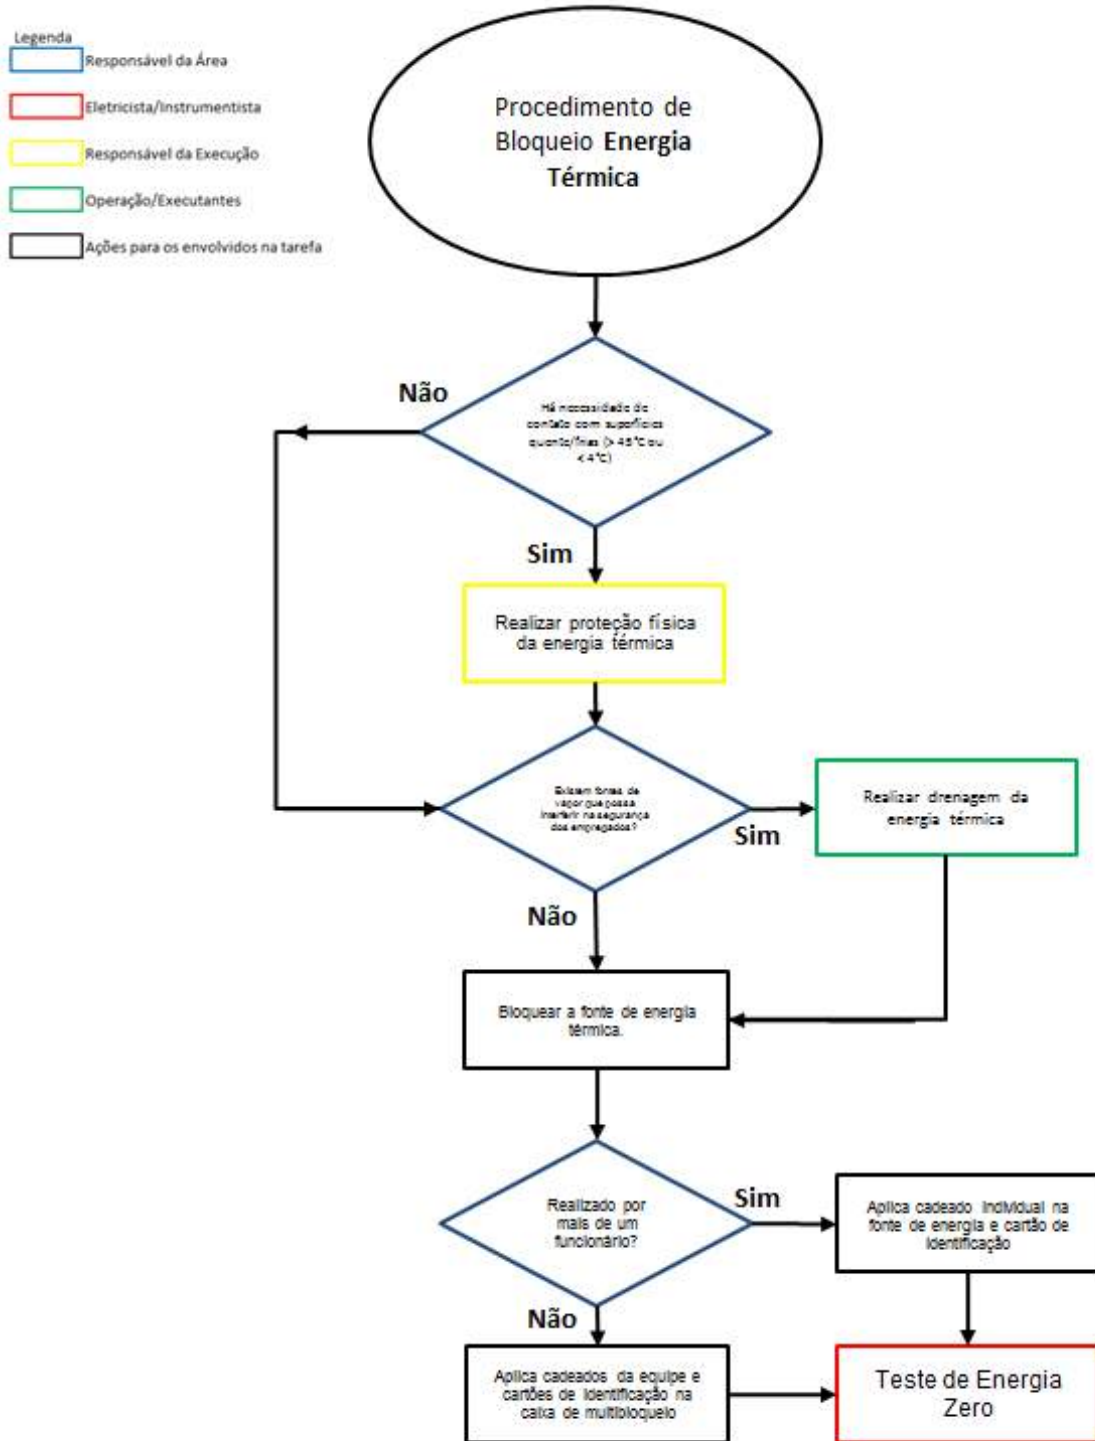 Legenda
Responsável da Área
Eletricista/Instrumentista
Responsável da Execução
Operação/Executantes
Ações para os envolvidos na tarefa
Procedimento de
Bloqueio Energia
Térmica
Não
Há necessidade de
contato com superfícies
quente/frias (> 45°C ou
< 4°C)
Sim
Realizar proteção física
da energia térmica
Existem fontes de
vapor que possa
interferir na segurança
dos empregados?
Sim
Realizar drenagem da
energia térmica
Não
Bloquear a fonte de energia
térmica.
Realizado por
mais de um
funcionário?
Sim
Aplica cadeado individual na
fonte de energia e cartão de
identificação
Não
Aplica cadeados da equipe e
cartões de identificação na
caixa de multibloqueio
Teste de Energia
Zero